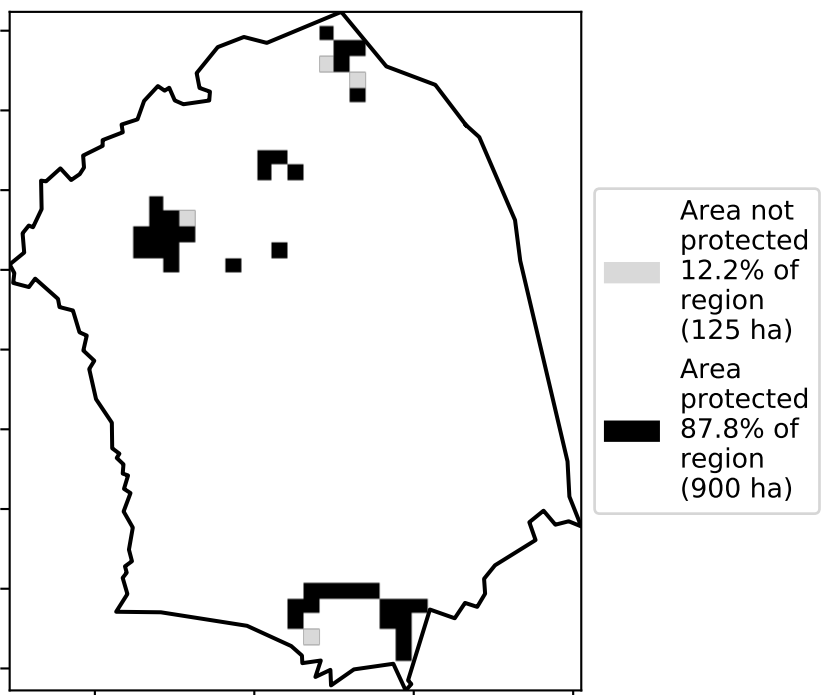 Area not
protected
12.2% of
region
(125 ha)
Area
protected
87.8% of
region
(900 ha)